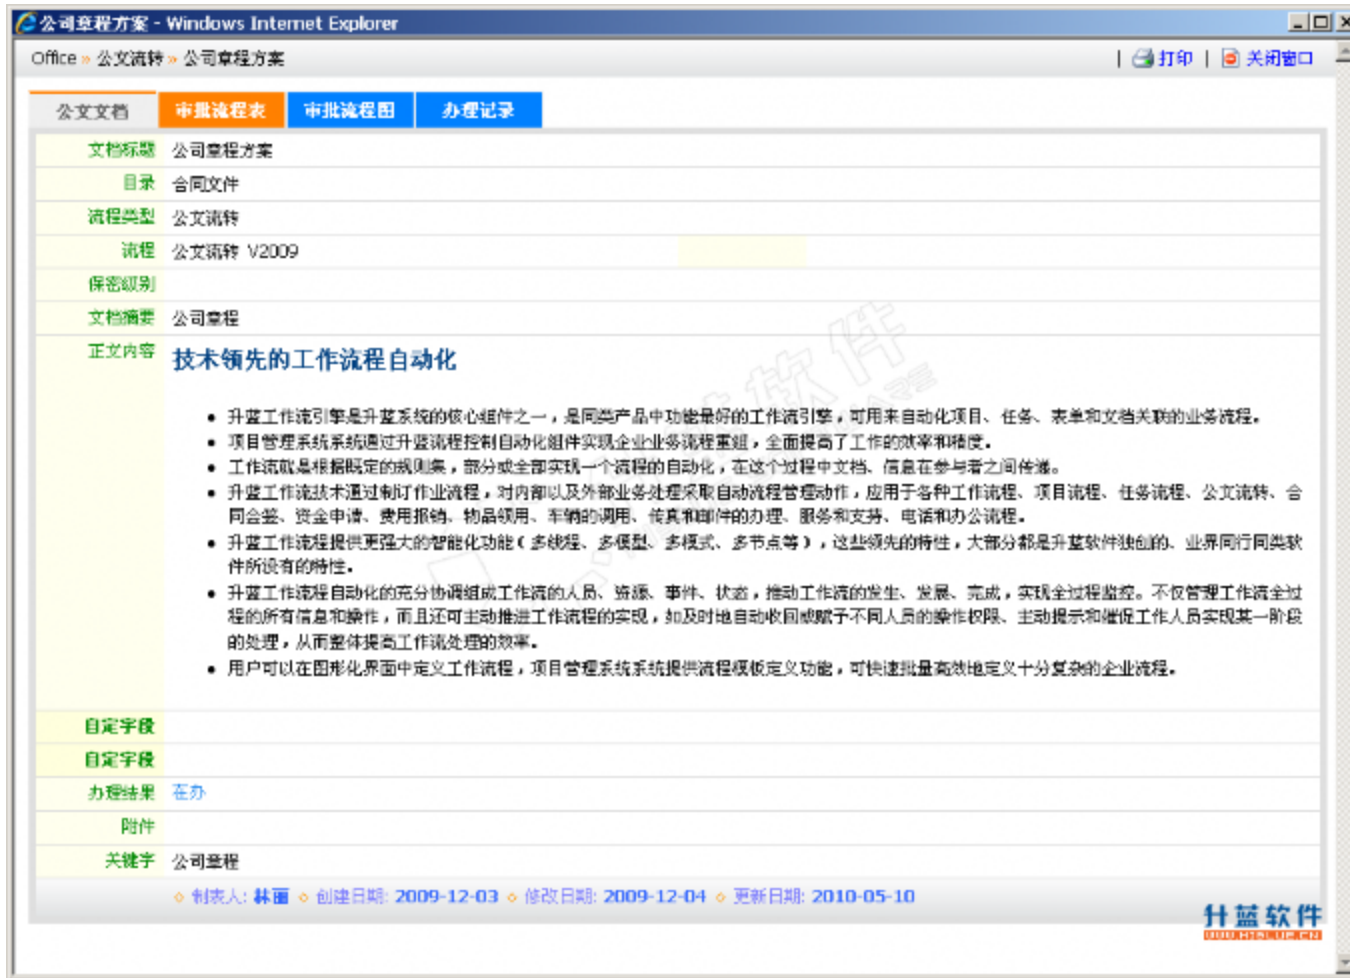 公司章程方案 - Windows Internet Explorer
Office » 公文流转 » 公司章程方案 | 打印 | 关闭窗口
公文文档 审批流程表 审批流程图 办理记录
文档标题 公司章程方案
目录 合同文件
流程类型 公文流转
流程 公文流转 V2009
保密级别
文档摘要 公司章程
正文内容 技术领先的工作流程自动化
• 升蓝工作流引擎是升蓝系统的核心组件之一，是同类产品中功能最好的工作流引擎，可用来自动化项目、任务、表单和文档关联的业务流程。
• 项目管理系统系统通过升蓝流程控制自动化组件实现企业业务流程重组，全面提高了工作的效率和精度。
• 工作流就是根据既定的规则集，部分或全部实现一个流程的自动化，在这个过程中文档、信息在参与者之间传递。
• 升蓝工作流技术通过制订作业流程，对内部以及外部业务处理采取自动流程管理动作，应用于各种工作流程、项目流程、任务流程、公文流转、合
同会签、资金申请、费用报销、物品领用、车辆的调用、传真和邮件的办理、服务和支持、电话和办公流程。
• 升蓝工作流程提供更强大的智能化功能（多线程、多模型、多模式、多节点等），这些领先的特性，大部分都是升蓝软件独创的、业界同行同类软
件所没有的特性。
• 升蓝工作流程自动化的充分协调组成工作流的人员、资源、事件、状态，推动工作流的发生、发展、完成，实现全过程监控。不仅管理工作流全过
程的所有信息和操作，而且还可主动推进工作流程的实现，如及时地自动收回或赋予不同人员的操作权限、主动提示和催促工作人员实现某一阶段
的处理，从而整体提高工作流处理的效率。
• 用户可以在图形化界面中定义工作流程，项目管理系统系统提供流程模板定义功能，可快速批量高效地定义十分复杂的企业流程。
自定字段
自定字段
办理结果 在办
附件
关键字 公司章程
制表人: 林丽 创建日期: 2009-12-03 修改日期: 2009-12-04 更新日期: 2010-05-10
升蓝软件